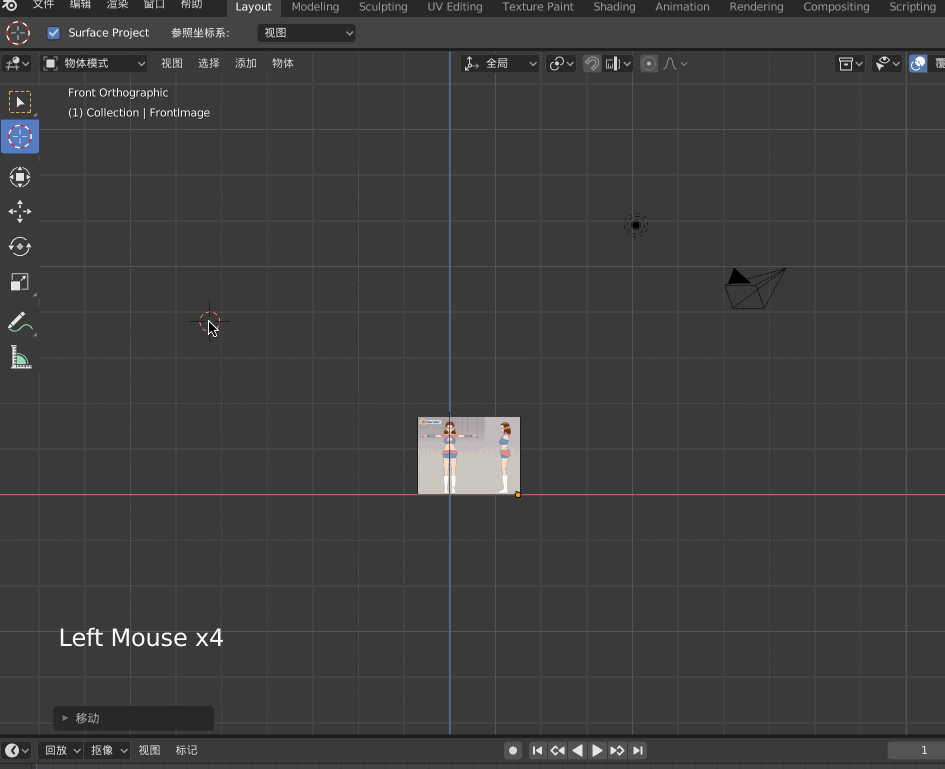 文件 编辑 渲染 窗口 帮助 Layout Modeling Sculpting UV Editing Texture Paint Shading Animation Rendering Compositing Scripting
Surface Project 参照坐标系: 视图
物体模式 视图 选择 添加 物体 全局
Front Orthographic
(1) Collection | FrontImage
Left Mouse x4
移动
回放 抠像 视图 标记 1